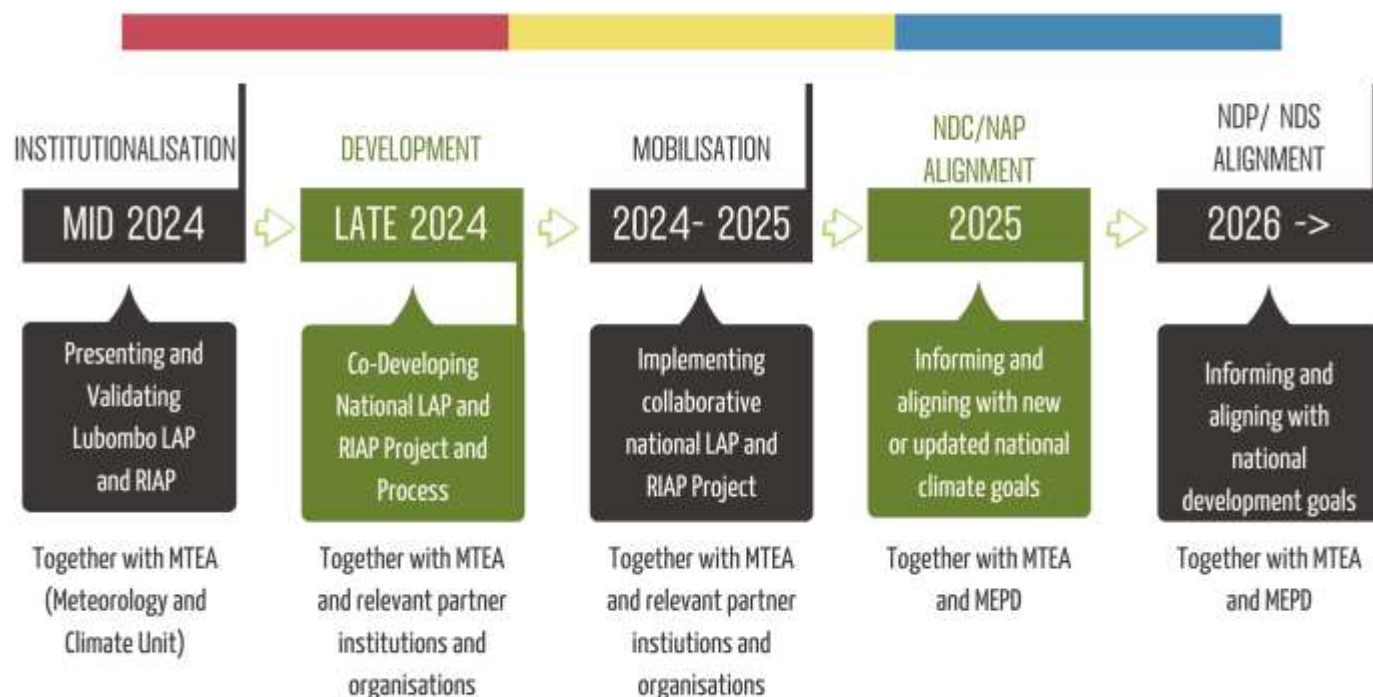 INSTITUTIONALISATION
MID 2024
Presenting and
Validating
Lubombo LAP
and RIAP
Together with MTEA
(Meteorology and
Climate Unit)
DEVELOPMENT
LATE 2024
Co-Developing
National LAP and
RIAP Project and
Process
Together with MTEA
and relevant partner
institutions and
organisations
MOBILISATION
2024- 2025
Implementing
collaborative
national LAP and
RIAP Project
Together with MTEA
and relevant partner
instiutions and
organisations
NDC/NAP
ALIGNMENT
2025
Informing and
aligning with new
or updated national
climate goals
Together with MTEA
and MEPD
NDP/ NDS
ALIGNMENT
2026 ->
Informing and
aligning with
national
development goals
Together with MTEA
and MEPD